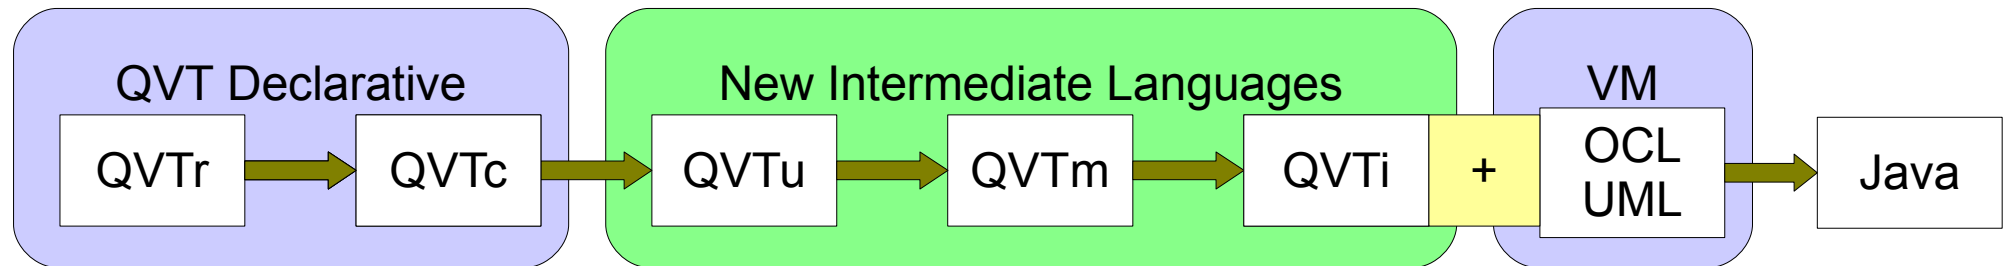 QVT Declarative
New Intermediate Languages
VM
QVTr
QVTc
QVTu
QVTm
QVTi
+
OCL
UML
Java